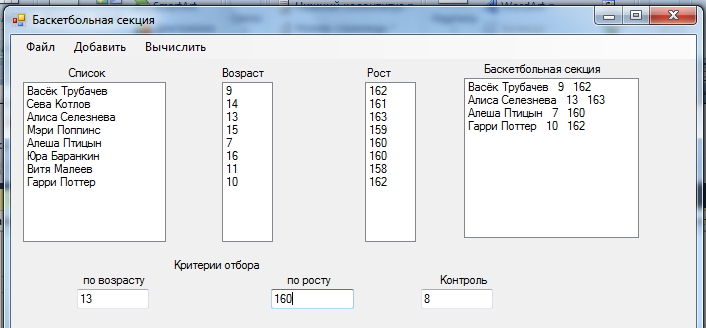 Баскетбольная секция
Файл Добавить Вычислить
Список Возраст Рост Баскетбольная секция
Васёк Трубачев 9 162 Васёк Трубачев 9 162
Сева Котлов 14 161 Алиса Селезнева 13 163
Алиса Селезнева 13 163 Алеша Птицын 7 160
Мэри Поппинс 15 159 Гарри Поттер 10 162
Алеша Птицын 7 160
Юра Баранкин 16 160
Витя Малеев 11 158
Гарри Поттер 10 162
Критерии отбора
по возрасту по росту Контроль
13 160 8